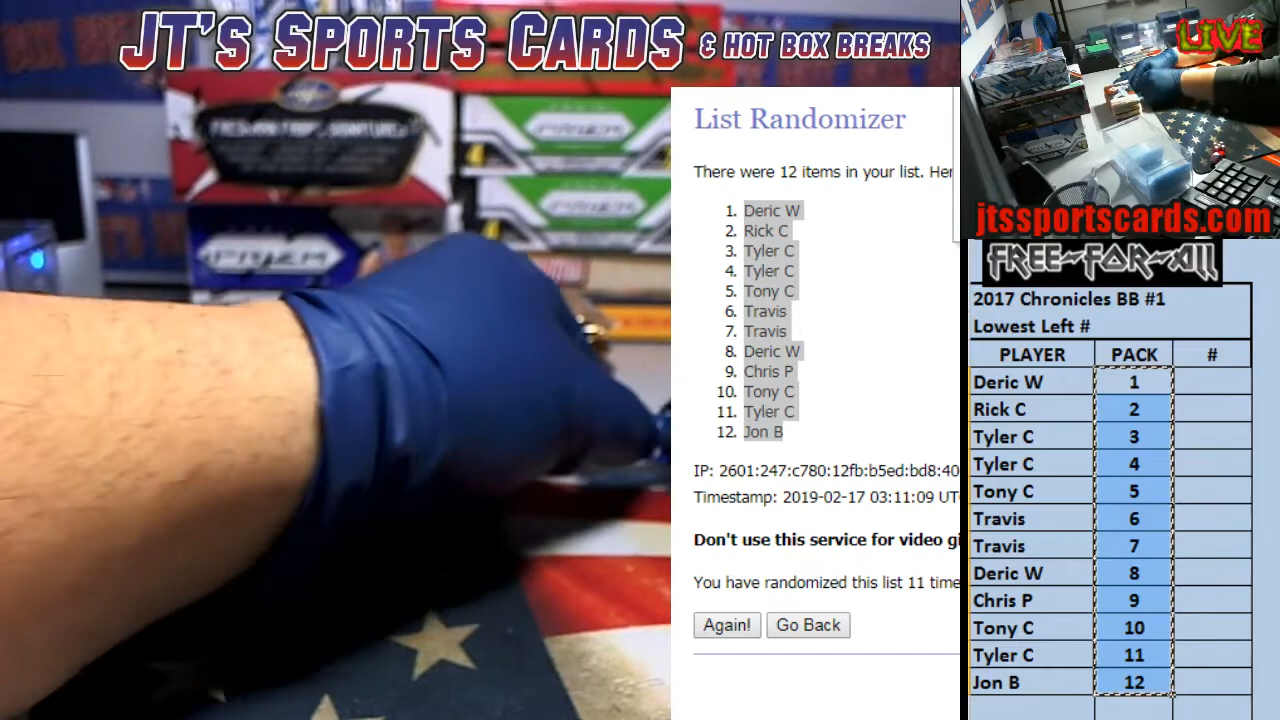 JT's Sports Cards & Hot Box Breaks
LIVE
jtssportscards.com
FREE-FOR-ALL
PANINI
List Randomizer
There were 12 items in your list. Her
1. Deric W
2. Rick C
3. Tyler C
4. Tyler C
5. Tony C
6. Travis
7. Travis
8. Deric W
9. Chris P
10. Tony C
11. Tyler C
12. Jon B
IP: 2601:247:c780:12fb:b5ed:bd8:40
Timestamp: 2019-02-17 03:11:09 UT
Don't use this service for video gi
You have randomized this list 11 time
Again! Go Back
2017 Chronicles BB #1
Lowest Left #
PLAYER PACK #
Deric W 1
Rick C 2
Tyler C 3
Tyler C 4
Tony C 5
Travis 6
Travis 7
Deric W 8
Chris P 9
Tony C 10
Tyler C 11
Jon B 12